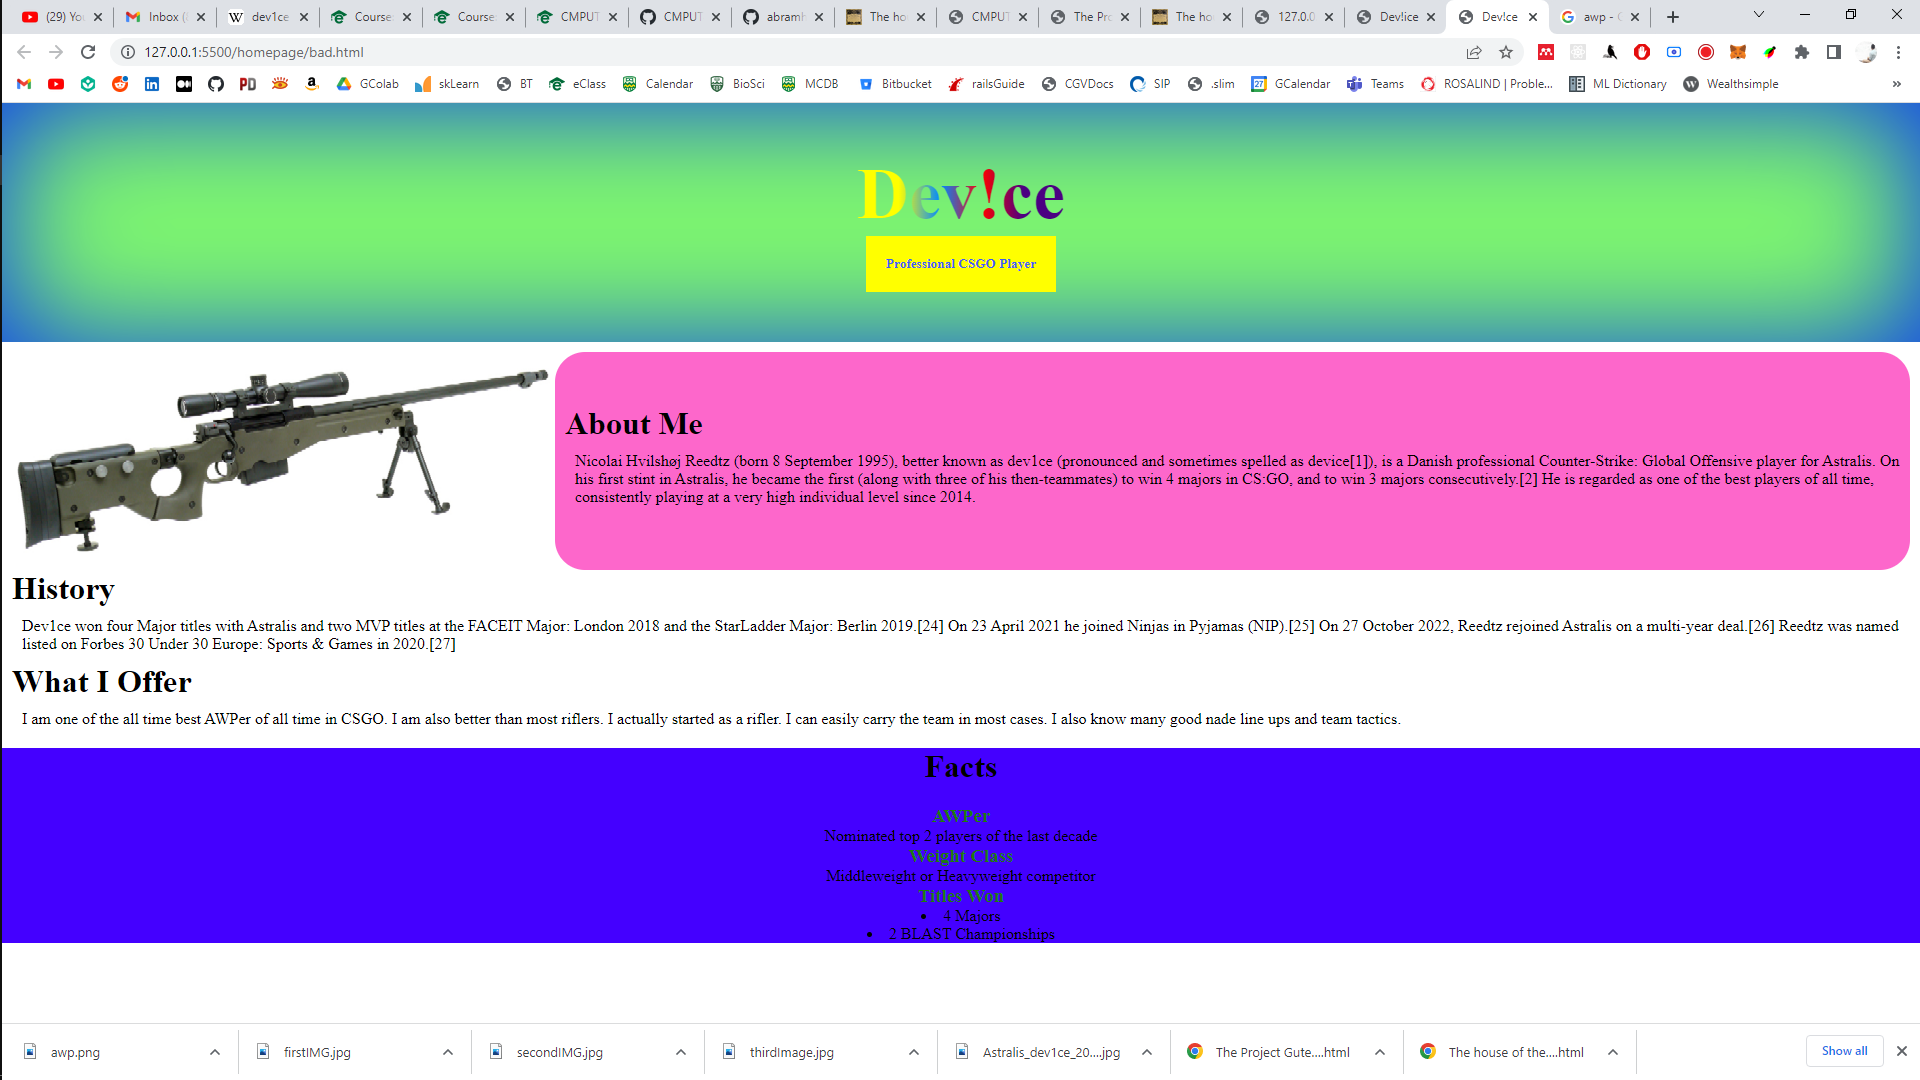 (29) Yo
Inbox (
dev1ce
Course
Course
CMPUT
CMPUT
abramh
The ho
CMPUT
The Pro
The ho
127.0.0
Dev!ice
Dev!ce
awp - G
127.0.0.1:5500/homepage/bad.html
GColab
skLearn
BT
eClass
Calendar
BioSci
MCDB
Bitbucket
railsGuide
CGVDocs
SIP
.slim
GCalendar
Teams
ROSALIND | Proble...
ML Dictionary
Wealthsimple
»
Dev!ce
Professional CSGO Player
About Me
Nicolai Hvilshøj Reedtz (born 8 September 1995), better known as dev1ce (pronounced and sometimes spelled as device[1]), is a Danish professional Counter-Strike: Global Offensive player for Astralis. On
his first stint in Astralis, he became the first (along with three of his then-teammates) to win 4 majors in CS:GO, and to win 3 majors consecutively.[2] He is regarded as one of the best players of all time,
consistently playing at a very high individual level since 2014.
History
Dev1ce won four Major titles with Astralis and two MVP titles at the FACEIT Major: London 2018 and the StarLadder Major: Berlin 2019.[24] On 23 April 2021 he joined Ninjas in Pyjamas (NIP).[25] On 27 October 2022, Reedtz rejoined Astralis on a multi-year deal.[26] Reedtz was named
listed on Forbes 30 Under 30 Europe: Sports & Games in 2020.[27]
What I Offer
I am one of the all time best AWPer of all time in CSGO. I am also better than most riflers. I actually started as a rifler. I can easily carry the team in most cases. I also know many good nade line ups and team tactics.
Facts
AWPer
Nominated top 2 players of the last decade
Weight Class
Middleweight or Heavyweight competitor
Titles Won
• 4 Majors
• 2 BLAST Championships
awp.png
firstIMG.jpg
secondIMG.jpg
thirdImage.jpg
Astralis_dev1ce_20....jpg
The Project Gute....html
The house of the....html
Show all